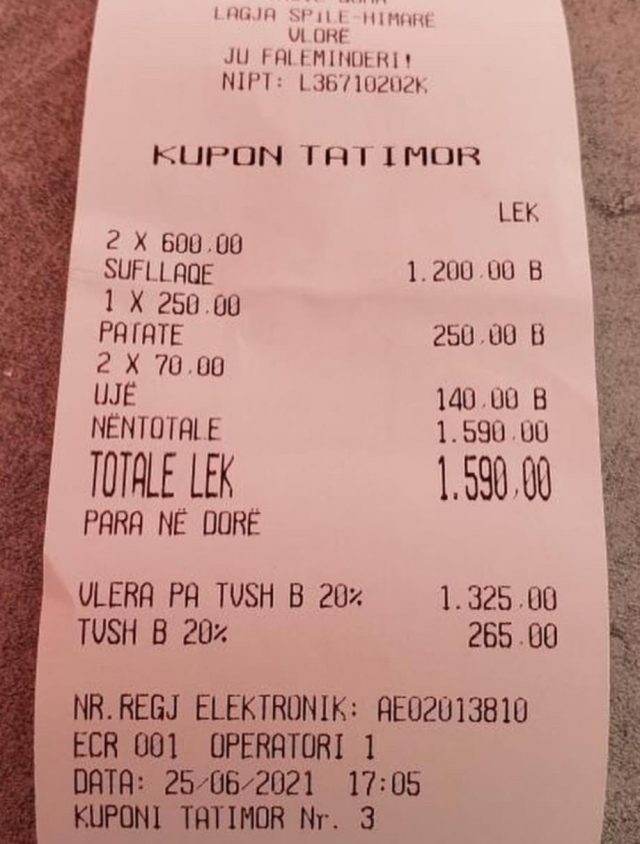 LAGJA SPILE-HIMARË
VLORË
JU FALEMINDERI!
NIPT: L36710202K
KUPON TATIMOR
LEK
2 X 600.00
SUFLLAQE 1.200.00 B
1 X 250.00
PATATE 250.00 B
2 X 70.00
UJË 140.00 B
NËNTOTALE 1.590.00
TOTALE LEK 1.590,00
PARA NË DORË
VLERA PA TVSH B 20% 1.325.00
TVSH B 20% 265.00
NR.REGJ ELEKTRONIK: AE02013810
ECR 001 OPERATORI 1
DATA: 25/06/2021 17:05
KUPONI TATIMOR Nr. 3